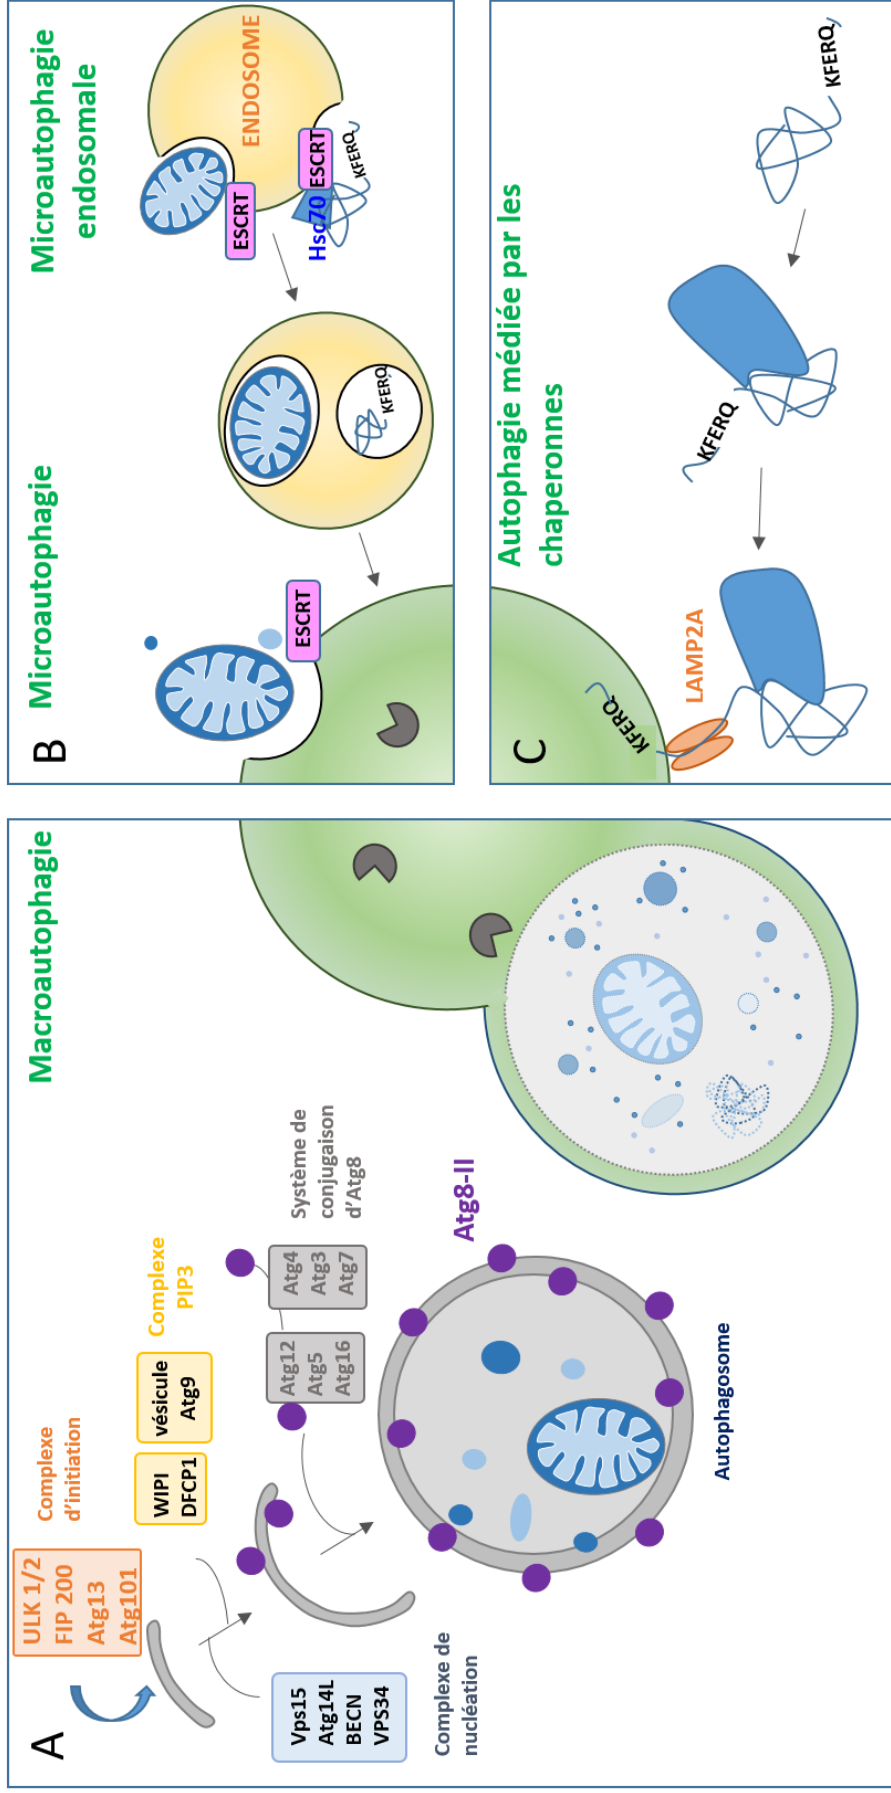 A
Macroautophagie
ULK 1/2
FIP 200
Atg13
Atg101
Complexe
d'initiation
WIPI
DFCP1
vésicule
Atg9
Complexe
PIP3
Vps15
Atg14L
BECN
VPS34
Complexe de
nucléation
Atg12
Atg5
Atg16
Atg4
Atg3
Atg7
Système de
conjugaison
d'Atg8
Atg8-II
Autophagosome
B
Microautophagie
Microautophagie
endosomale
ESCRT
KFERQ
ESCRT
ENDOSOME
Hsc70
ESCRT
KFERQ
C
Autophagie médiée par les
chaperonnes
KFERQ
LAMP2A
KFERQ
KFERQ